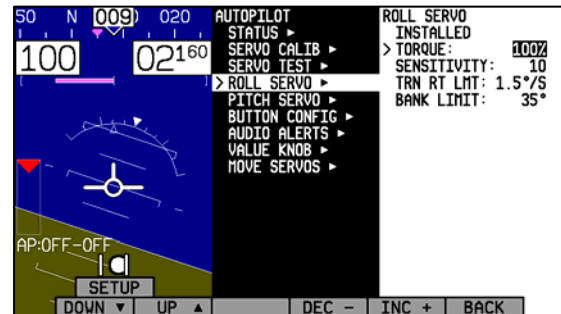 50 N 009 020
100
02160
AP:OFF-OFF
AUTOPILOT
STATUS ►
SERVO CALIB ►
SERVO TEST ►
> ROLL SERVO ►
PITCH SERVO ►
BUTTON CONFIG ►
AUDIO ALERTS ►
VALUE KNOB ►
MOVE SERVOS ►
ROLL SERVO
INSTALLED
> TORQUE: 100%
SENSITIVITY: 10
TRN RT LMT: 1.5°/S
BANK LIMIT: 35°
SETUP
DOWN ▼ UP ▲ DEC - INC + BACK